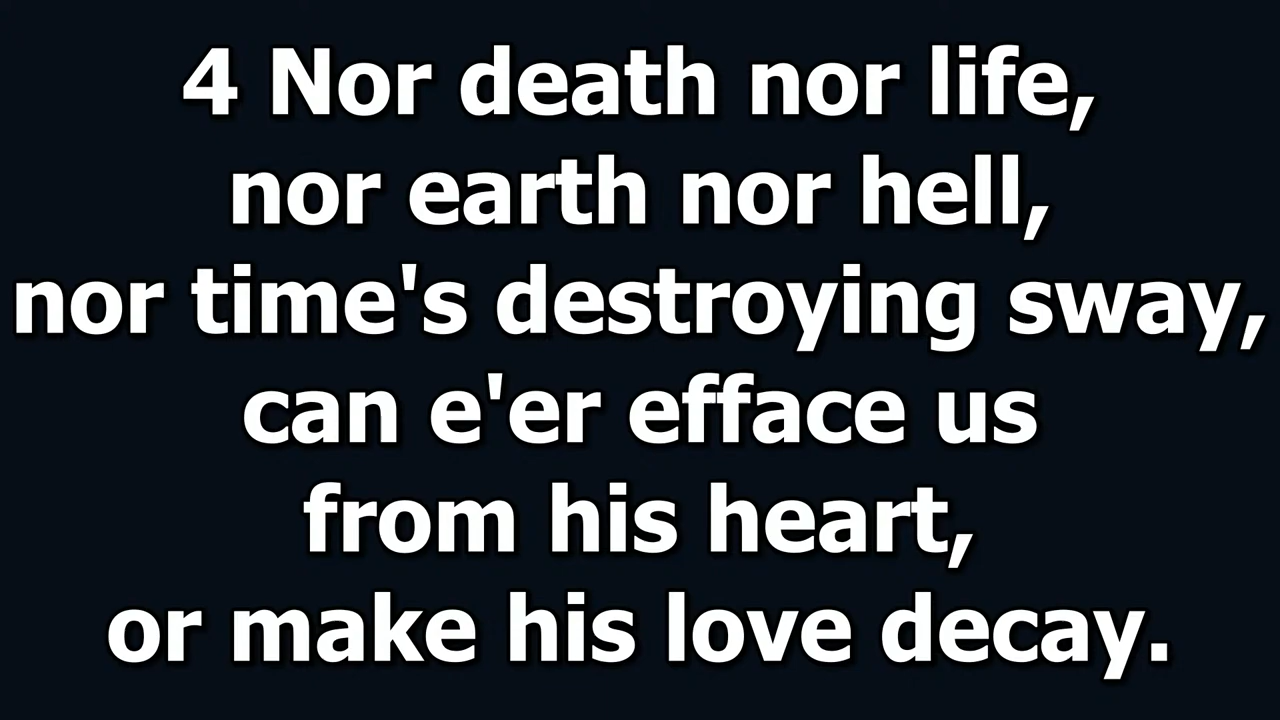 4 Nor death nor life,
nor earth nor hell,
nor time's destroying sway,
can e'er efface us
from his heart,
or make his love decay.